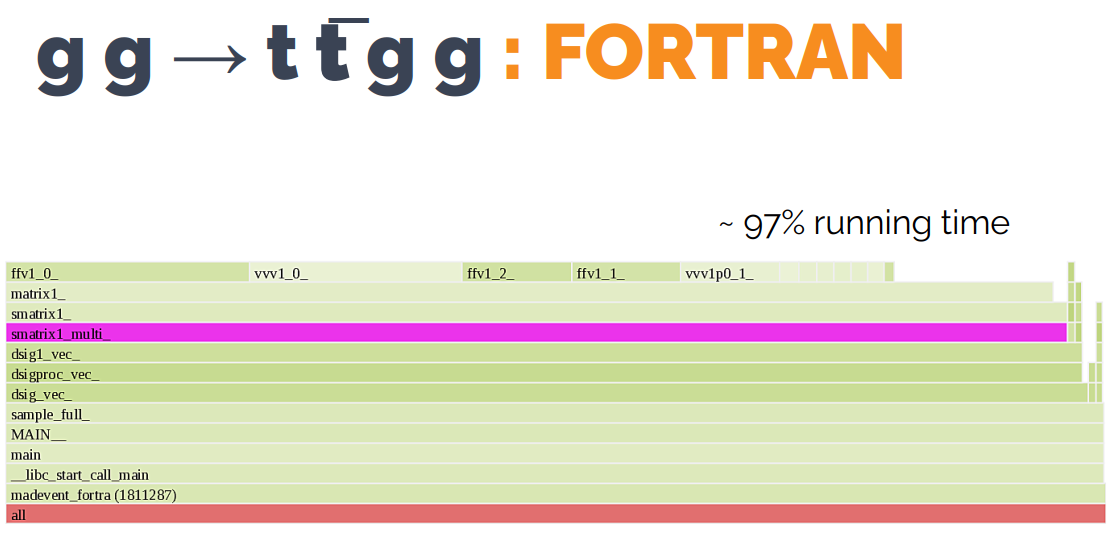 g g → t t̅ g g : FORTRAN
~ 97% running time
ffv1_0_ vvv1_0_ ffv1_2_ ffv1_1_ vvv1p0_1_
matrix1_
smatrix1_
smatrix1_multi_
dsig1_vec_
dsigproc_vec_
dsig_vec_
sample_full_
MAIN__
main
__libc_start_call_main
madevent_fortra (1811287)
all